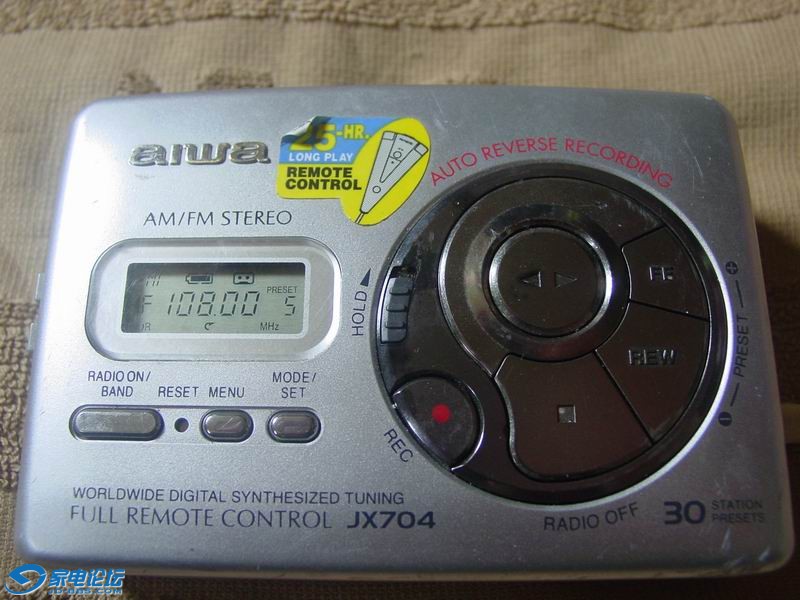 aiwa
25-HR.
LONG PLAY
REMOTE
CONTROL
AUTO REVERSE RECORDING
AM/FM STEREO
PRESET
108.00 5
MHz
HOLD
FF
REW
PRESET
RADIO ON/
BAND
RESET
MENU
MODE/
SET
REC
WORLDWIDE DIGITAL SYNTHESIZED TUNING
FULL REMOTE CONTROL JX704
RADIO OFF
30 STATION
PRESETS
家电论坛